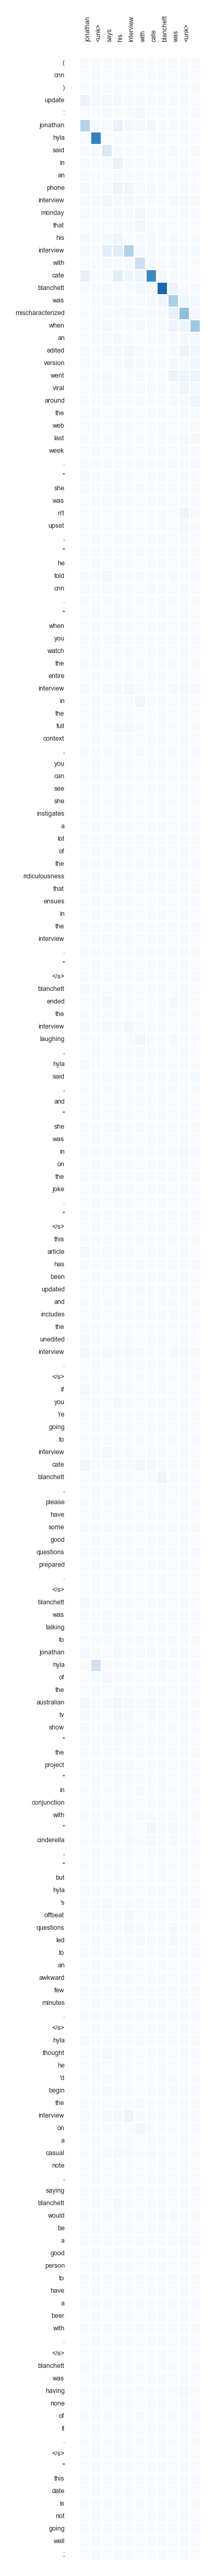 jonathan
<unk>
says
his
interview
with
cate
blanchett
was
<unk>
(
cnn
)
update
:
jonathan
hyla
said
in
an
phone
interview
monday
that
his
interview
with
cate
blanchett
was
mischaracterized
when
an
edited
version
went
viral
around
the
web
last
week
.
"
she
was
n't
upset
,
"
he
told
cnn
.
"
when
you
watch
the
entire
interview
in
the
full
context
,
you
can
see
she
instigates
a
lot
of
the
ridiculousness
that
ensues
in
the
interview
.
"
</s>
blanchett
ended
the
interview
laughing
,
hyla
said
,
and
"
she
was
in
on
the
joke
.
"
</s>
this
article
has
been
updated
and
includes
the
unedited
interview
.
</s>
if
you
're
going
to
interview
cate
blanchett
,
please
have
some
good
questions
prepared
.
</s>
blanchett
was
talking
to
jonathan
hyla
of
the
australian
tv
show
"
the
project
"
in
conjunction
with
"
cinderella
,
"
but
hyla
's
offbeat
questions
led
to
an
awkward
few
minutes
.
</s>
hyla
thought
he
'd
begin
the
interview
on
a
casual
note
,
saying
blanchett
would
be
a
good
person
to
have
a
beer
with
.
</s>
blanchett
was
having
none
of
it
.
</s>
"
this
date
is
not
going
well
;